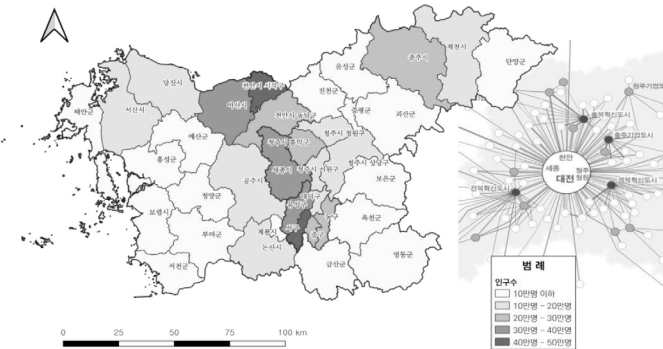 음성군
충주시
제천시
단양군
진천군
증평군
괴산군
당진시
천안시 서북구
태안군
서산시
아산시
천안시 동남구
예산군
청주시 흥덕구
청주시 청원구
홍성군
세종시
청주시 서원구
청주시 상당구
청양군
공주시
대덕구
보은군
유성구
보령시
동구
서구
중구
옥천군
부여군
계룡시
논산시
서천군
금산군
영동군
원주기업도시
충북혁신도시
충주기업도시
천안
세종
청주
청원
대전
전북혁신도시
경북혁신도시
범 례
인구수
10만명 이하
10만명 - 20만명
20만명 - 30만명
30만명 - 40만명
40만명 - 50만명
0 25 50 75 100 km